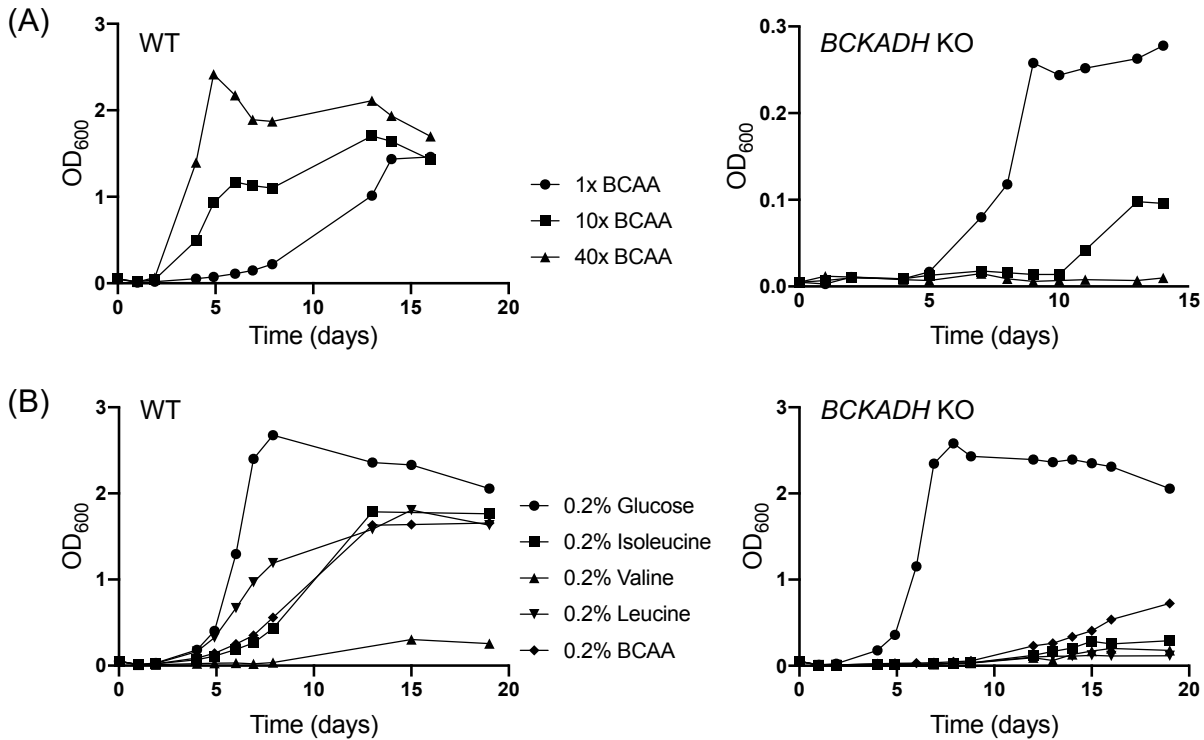 (A)
WT
OD600
3
2
1
0
0 5 10 15 20
Time (days)
1x BCAA
10x BCAA
40x BCAA
BCKADH KO
OD600
0.3
0.2
0.1
0.0
0 5 10 15
Time (days)
(B)
WT
OD600
3
2
1
0
0 5 10 15 20
Time (days)
0.2% Glucose
0.2% Isoleucine
0.2% Valine
0.2% Leucine
0.2% BCAA
BCKADH KO
OD600
3
2
1
0
0 5 10 15 20
Time (days)